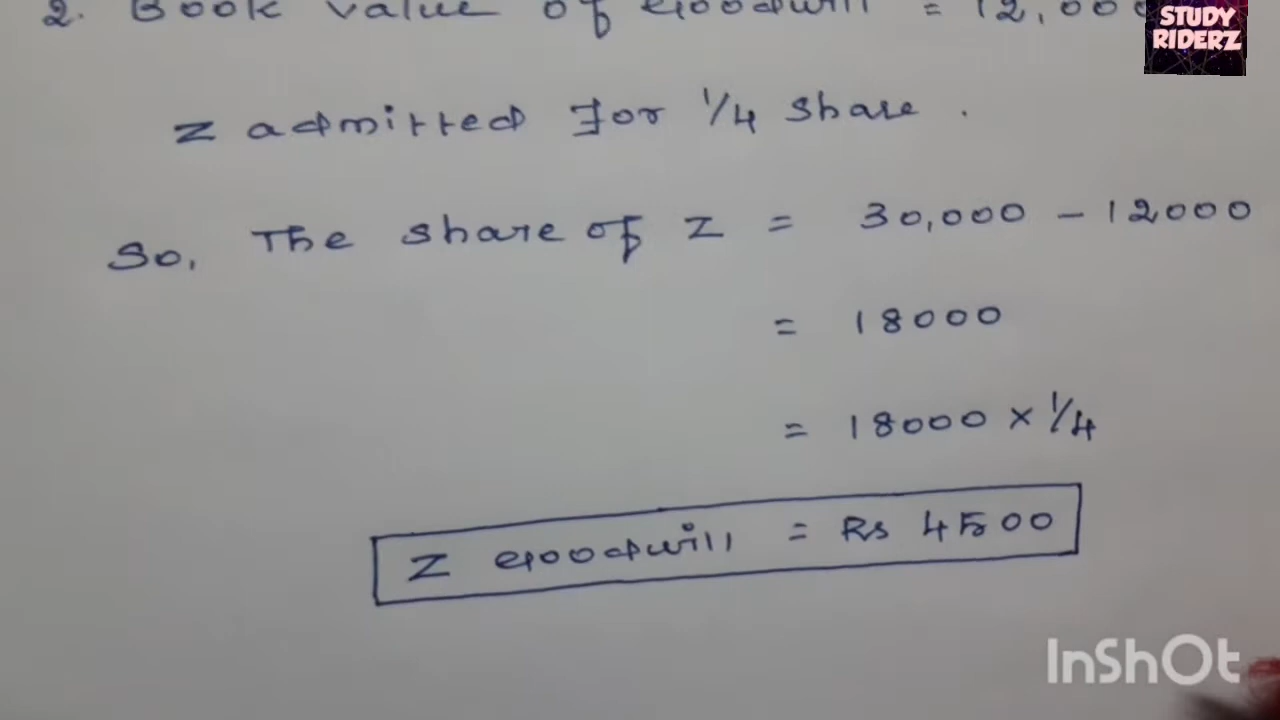 2. Book value of Goodwill = 12,000
STUDY
RIDERZ
Z admitted for 1/4 share.
So, The share of Z = 30,000 - 12000
= 18000
= 18000 × 1/4
Z Goodwill = Rs 4500
InShOt